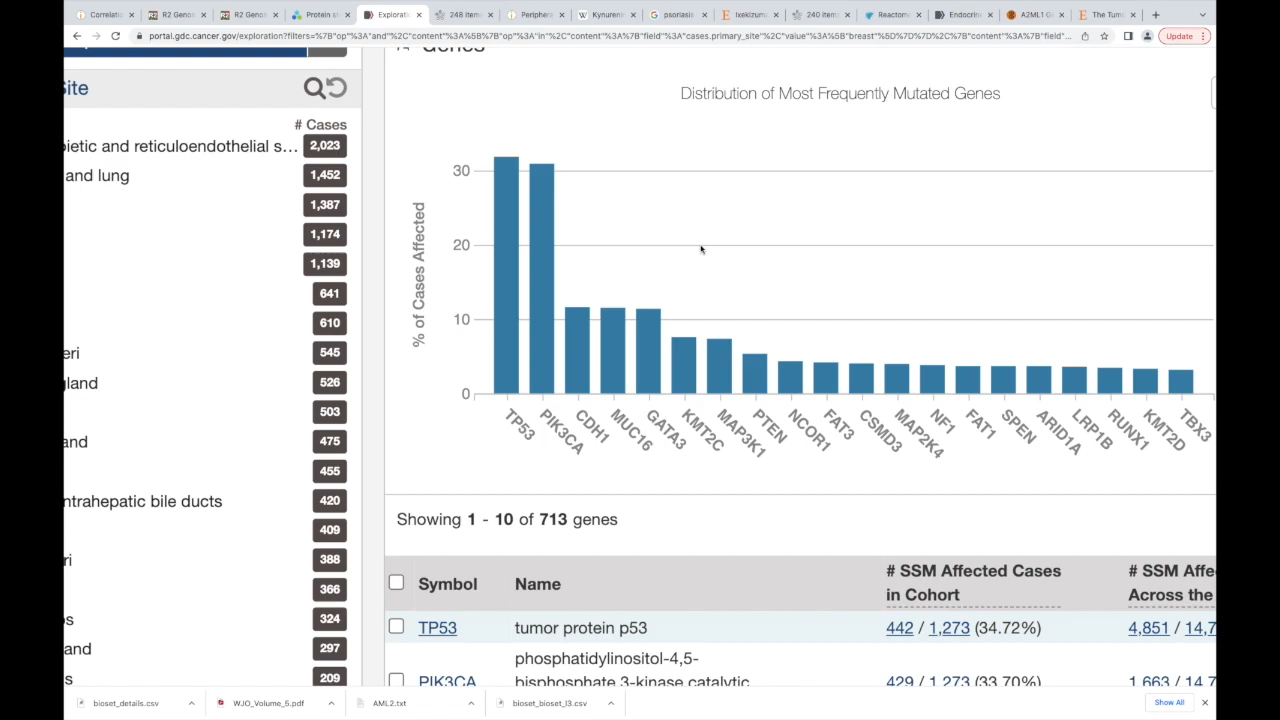 Correlatio
R2 Geno
R2 Geno
Protein s
Explorati
248 item
Periphera
Kynureni
psoriasis
Ixekizum
240 item
Reactom
Endocrin
A2ML1 G
The Tumo
portal.gdc.cancer.gov/exploration?filters=%7B"op"%3A"and"%2C"content"%3A%5B%7B"op"%3A"in"%2C"content"%3A%7B"field"%3A"cases.primary_site"%2C"value"%3A%5B"breast"%5D%7D%7D%2C%7B"content"%3A%7B"field"...
Update
Genes
Site
# Cases
pietic and reticuloendothelial s... 2,023
and lung 1,452
1,387
1,174
1,139
641
610
eri 545
gland 526
503
and 475
455
ntrahepatic bile ducts 420
409
ri 388
366
os 324
and 297
s 209
Distribution of Most Frequently Mutated Genes
% of Cases Affected
30
20
10
0
TP53
PIK3CA
CDH1
MUC16
GATA3
KMT2C
MAP3K1
PTEN
NCOR1
FAT3
CSMD3
MAP2K4
NF1
FAT1
SPEN
ARID1A
LRP1B
RUNX1
KMT2D
TBX3
Showing 1 - 10 of 713 genes
Symbol Name # SSM Affected Cases in Cohort # SSM Affe Across the
TP53 tumor protein p53 442 / 1,273 (34.72%) 4,851 / 14,7
phosphatidylinositol-4,5-
PIK3CA bisphosphate 3-kinase catalytic 429 / 1,273 (33.70%) 1,663 / 14,7
bioset_details.csv
WJO_Volume_5.pdf
AML2.txt
bioset_bioset_l3.csv
Show All